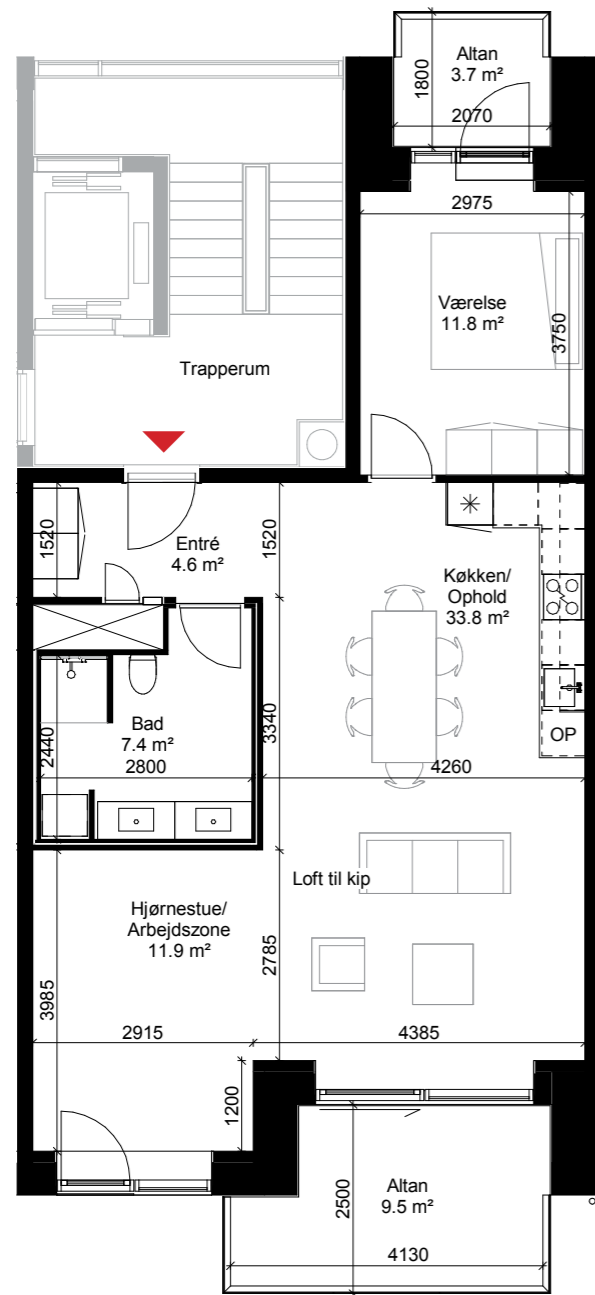 Altan
3.7 m²
1800
2070
2975
Værelse
11.8 m²
3750
Trapperum
1520
Entré
4.6 m²
1520
Køkken/
Ophold
33.8 m²
Bad
7.4 m²
2440
2800
3340
4260
OP
Loft til kip
Hjørnestue/
Arbejdszone
11.9 m²
3985
2785
2915
4385
1200
Altan
9.5 m²
2500
4130